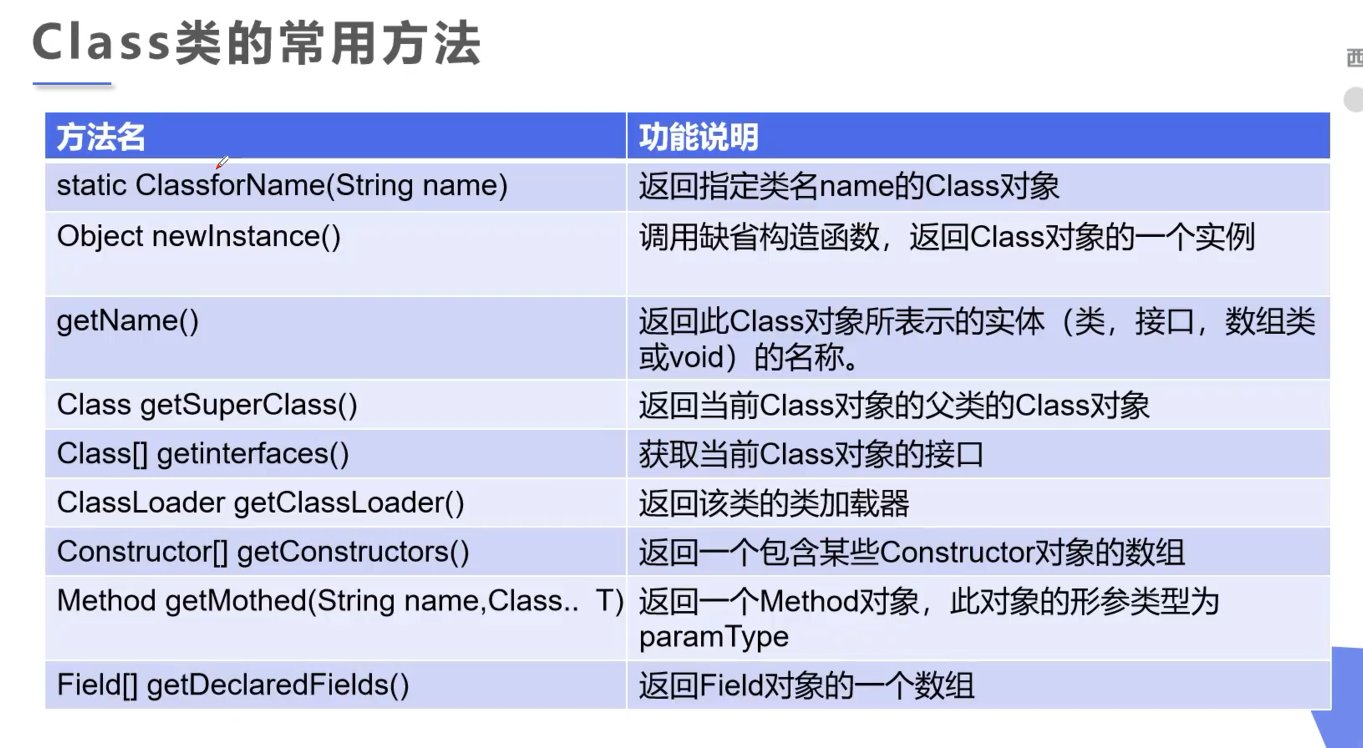 Class类的常用方法
西
方法名 功能说明
static ClassforName(String name) 返回指定类名name的Class对象
Object newInstance() 调用缺省构造函数，返回Class对象的一个实例
getName() 返回此Class对象所表示的实体（类，接口，数组类
或void）的名称。
Class getSuperClass() 返回当前Class对象的父类的Class对象
Class[] getinterfaces() 获取当前Class对象的接口
ClassLoader getClassLoader() 返回该类的类加载器
Constructor[] getConstructors() 返回一个包含某些Constructor对象的数组
Method getMothed(String name,Class.. T) 返回一个Method对象，此对象的形参类型为
paramType
Field[] getDeclaredFields() 返回Field对象的一个数组